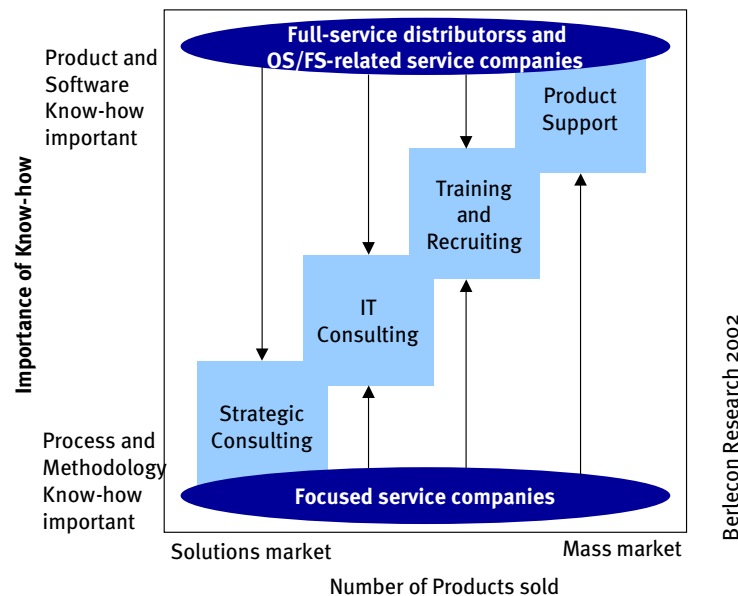 Full-service distributorss and
OS/FS-related service companies
Product and
Software
Know-how
important
Product
Support
Training
and
Recruiting
IT
Consulting
Strategic
Consulting
Process and
Methodology
Know-how
important
Focused service companies
Importance of Know-how
Solutions market
Mass market
Number of Products sold
Berlecon Research 2002